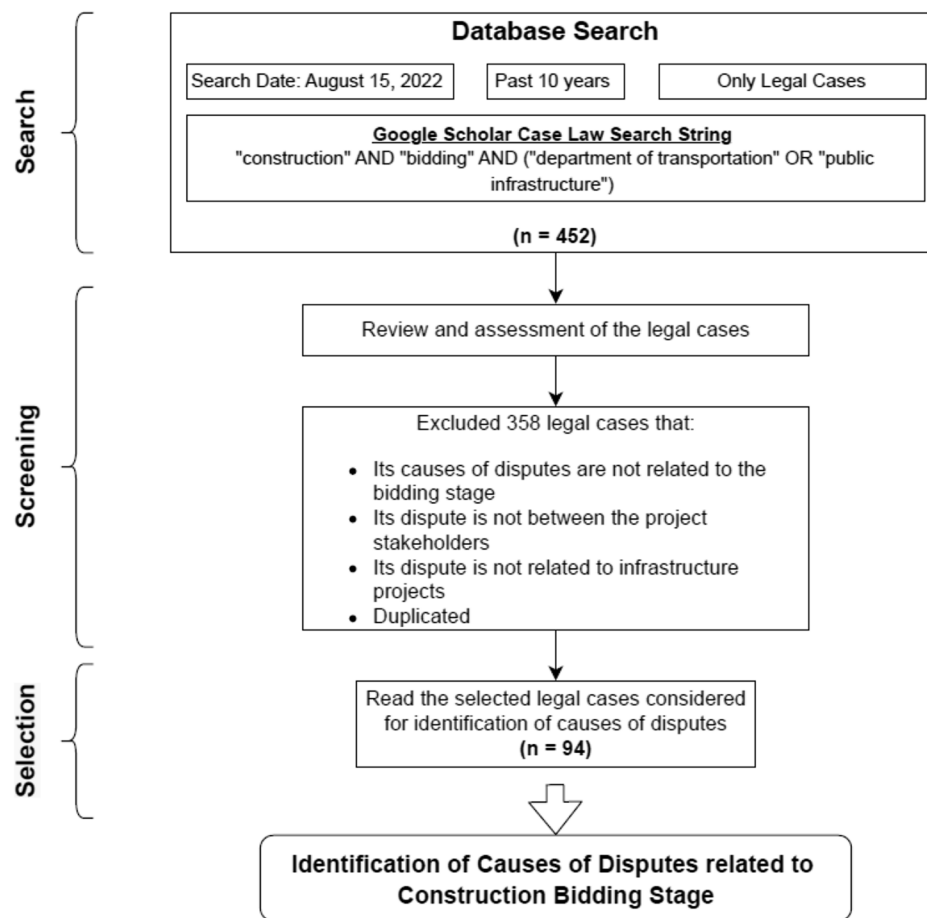 Database Search
Search Date: August 15, 2022
Past 10 years
Only Legal Cases
Google Scholar Case Law Search String
"construction" AND "bidding" AND ("department of transportation" OR "public
infrastructure")
(n = 452)
Search
Review and assessment of the legal cases
Excluded 358 legal cases that:
• Its causes of disputes are not related to the
bidding stage
• Its dispute is not between the project
stakeholders
• Its dispute is not related to infrastructure
projects
• Duplicated
Screening
Read the selected legal cases considered
for identification of causes of disputes
(n = 94)
Selection
Identification of Causes of Disputes related to
Construction Bidding Stage